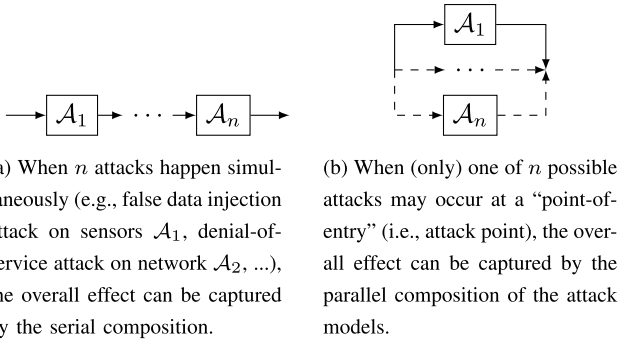 A₁ · · · Aₙ
A₁
· · ·
Aₙ
a) When n attacks happen simul-
aneously (e.g., false data injection
ttack on sensors A₁, denial-of-
ervice attack on network A₂, ...),
he overall effect can be captured
y the serial composition.
(b) When (only) one of n possible
attacks may occur at a “point-of-
entry” (i.e., attack point), the over-
all effect can be captured by the
parallel composition of the attack
models.